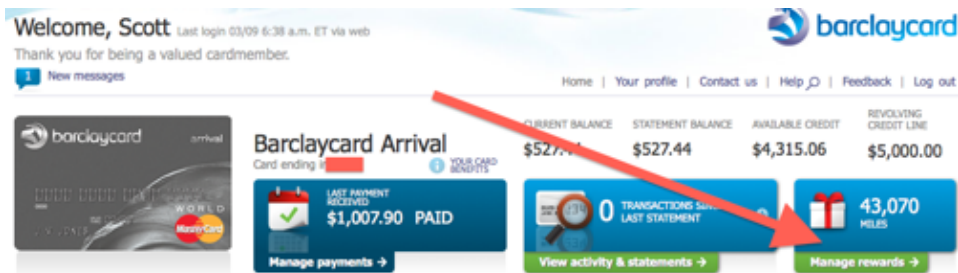 Welcome, Scott Last login 03/09 6:38 a.m. ET via web
barclaycard
Thank you for being a valued cardmember.
1 New messages
Home | Your profile | Contact us | Help | Feedback | Log out
barclaycard arrival
WORLD
MasterCard
Barclaycard Arrival
Card ending in
YOUR CARD
BENEFITS
CURRENT BALANCE
$527.44
STATEMENT BALANCE
$527.44
AVAILABLE CREDIT
$4,315.06
REVOLVING
CREDIT LINE
$5,000.00
LAST PAYMENT
RECEIVED
$1,007.90 PAID
Manage payments →
0 TRANSACTIONS
LAST STATEMENT
View activity & statements →
43,070
MILES
Manage rewards →